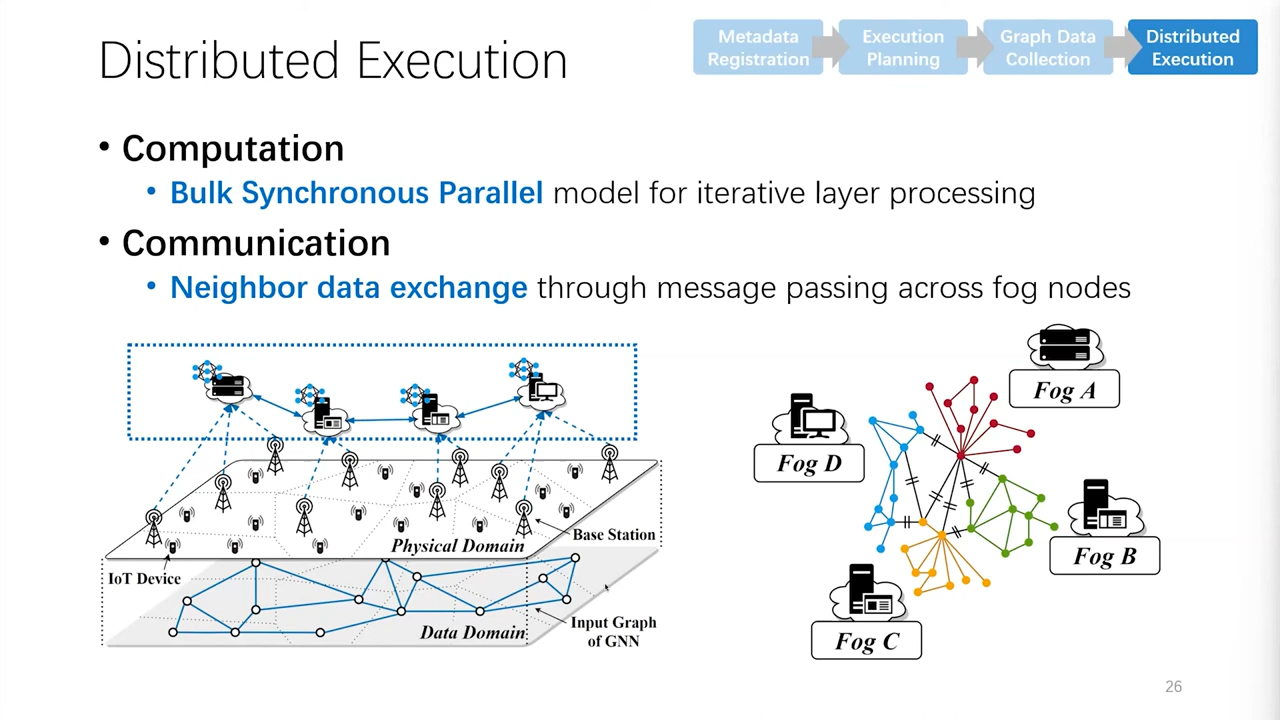 Distributed Execution
Metadata
Registration
Execution
Planning
Graph Data
Collection
Distributed
Execution
• Computation
• Bulk Synchronous Parallel model for iterative layer processing
• Communication
• Neighbor data exchange through message passing across fog nodes
Physical Domain
Base Station
IoT Device
Data Domain
Input Graph
of GNN
Fog A
Fog D
Fog B
Fog C
26